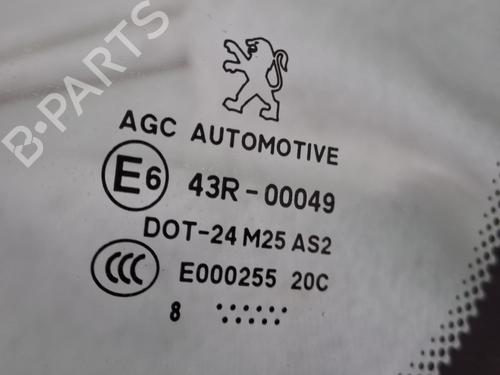 B-PARTS
AGC AUTOMOTIVE
E6 43R-00049
DOT-24 M25 AS2
CCC E000255 20C
8